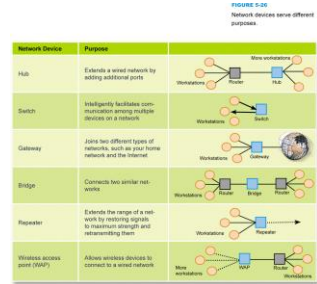 FIGURE 5-26
Network devices serve different
purposes.
Network Device
Purpose
Hub
Extends a wired network by
adding additional ports
More workstations
Workstations
Router
Hub
Switch
Intelligently facilitates com-
munication among multiple
devices on a network
Workstations
Switch
Gateway
Joins two different types of
networks, such as your home
network and the Internet
Workstations
Gateway
Bridge
Connects two similar net-
works
Workstations
Router
Bridge
Router
Workstations
Repeater
Extends the range of a net-
work by restoring signals
to maximum strength and
retransmitting them
Workstations
Repeater
Wireless access
point (WAP)
Allows wireless devices to
connect to a wired network
More
workstations
WAP
Router
Workstations